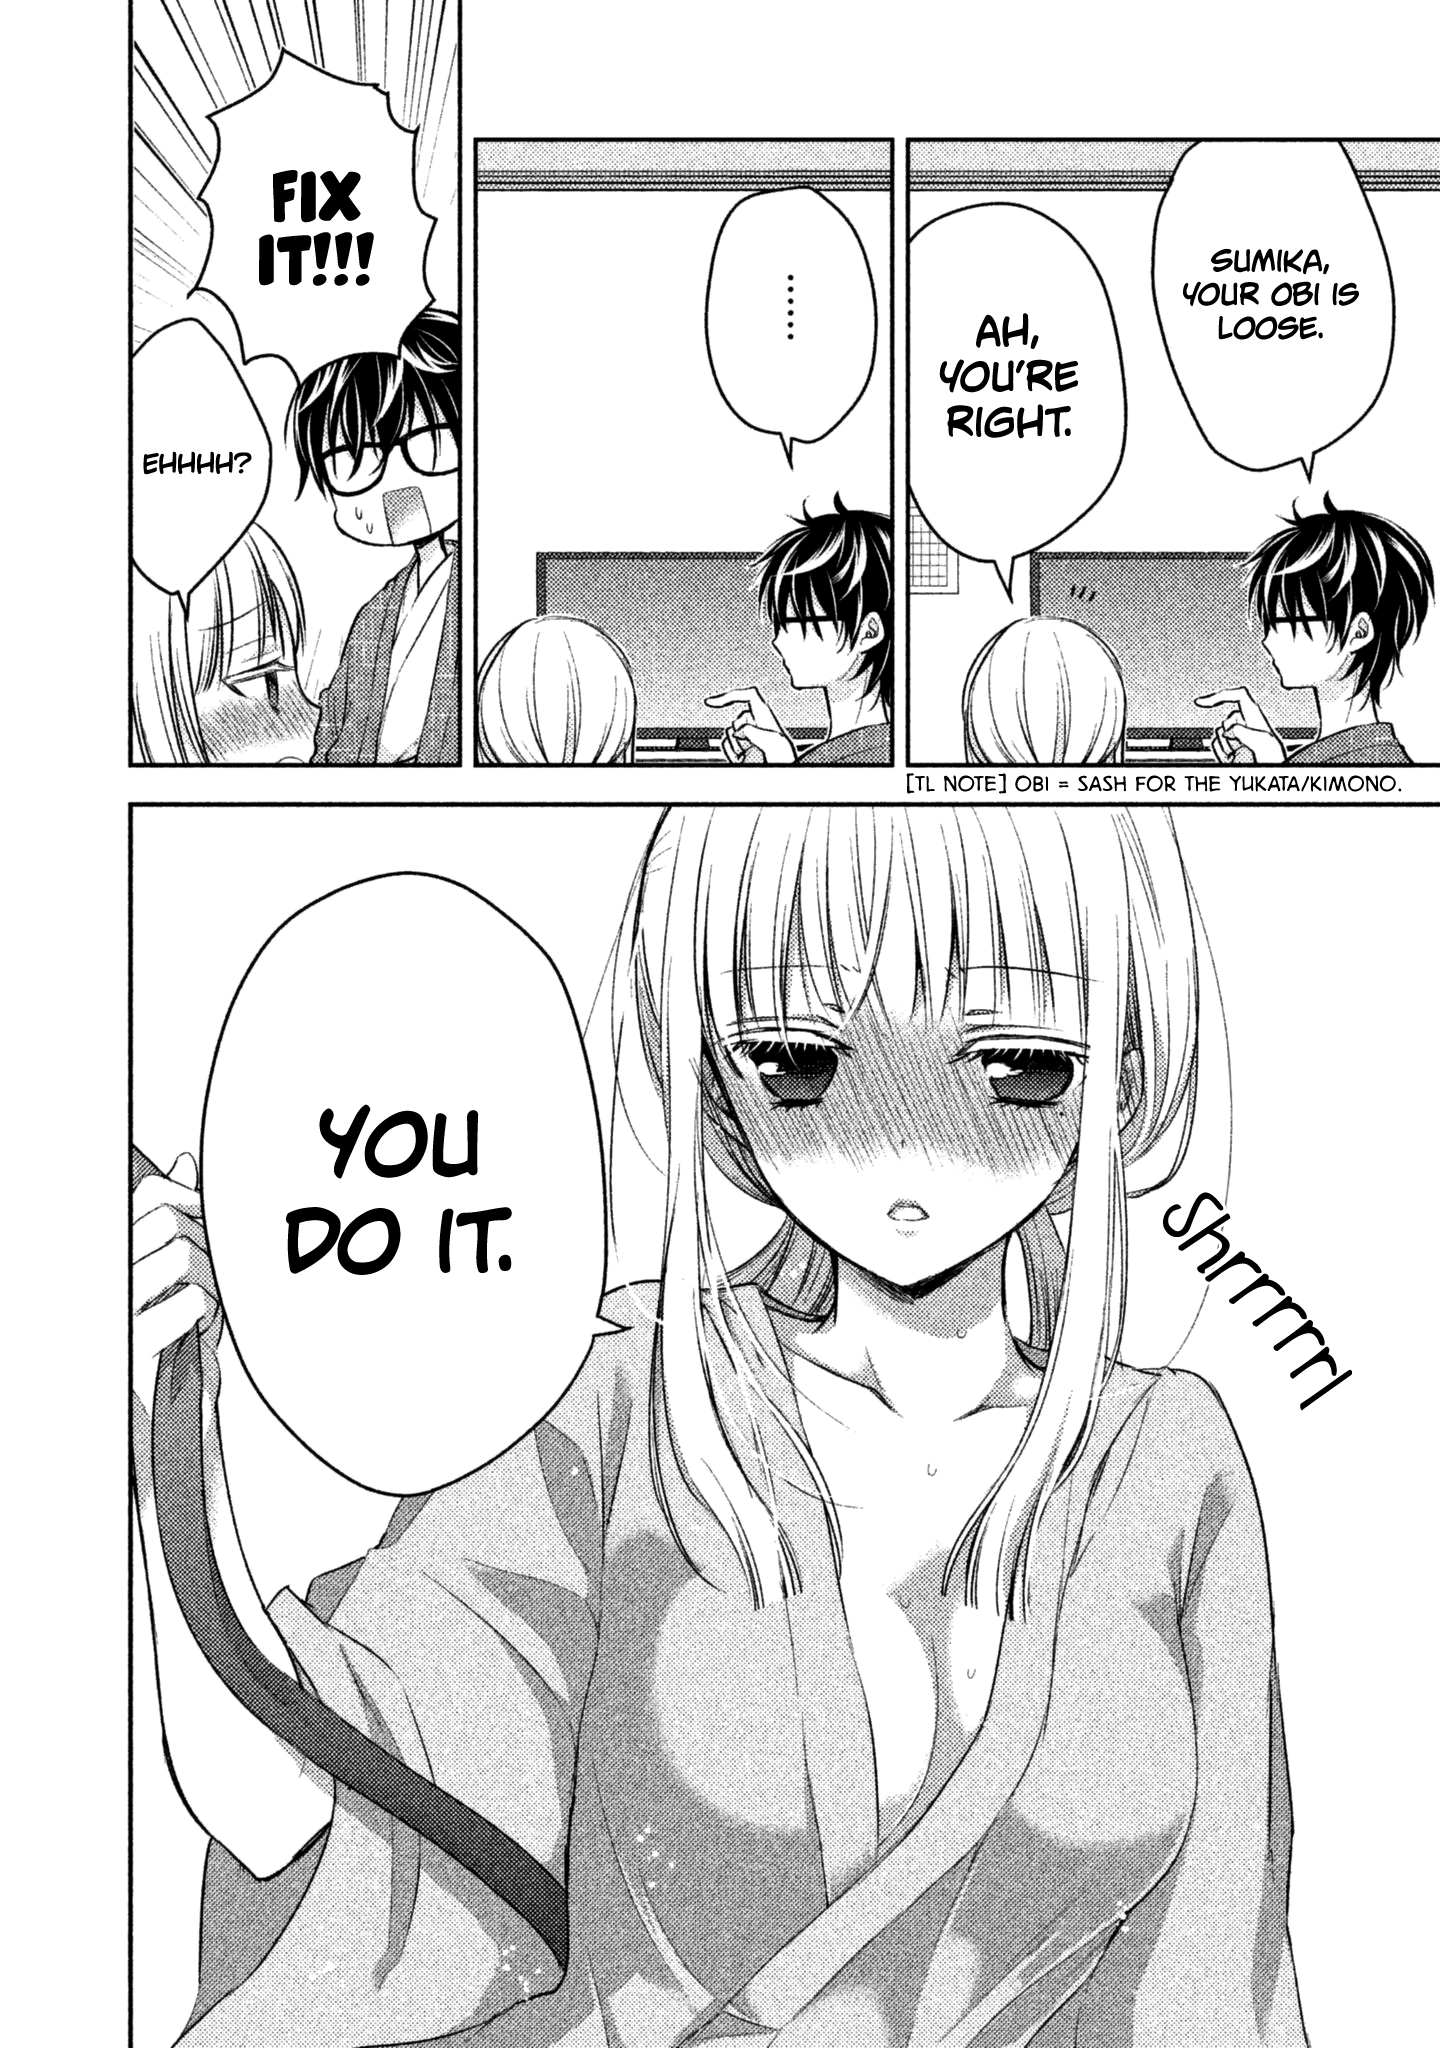 SUMIKA,
YOUR OBI IS
LOOSE.
AH,
YOU'RE
RIGHT.
......
FIX
IT!!!
EHHHH?
[TL NOTE] OBI = SASH FOR THE YUKATA/KIMONO.
YOU
DO IT.
Shrrrrrl